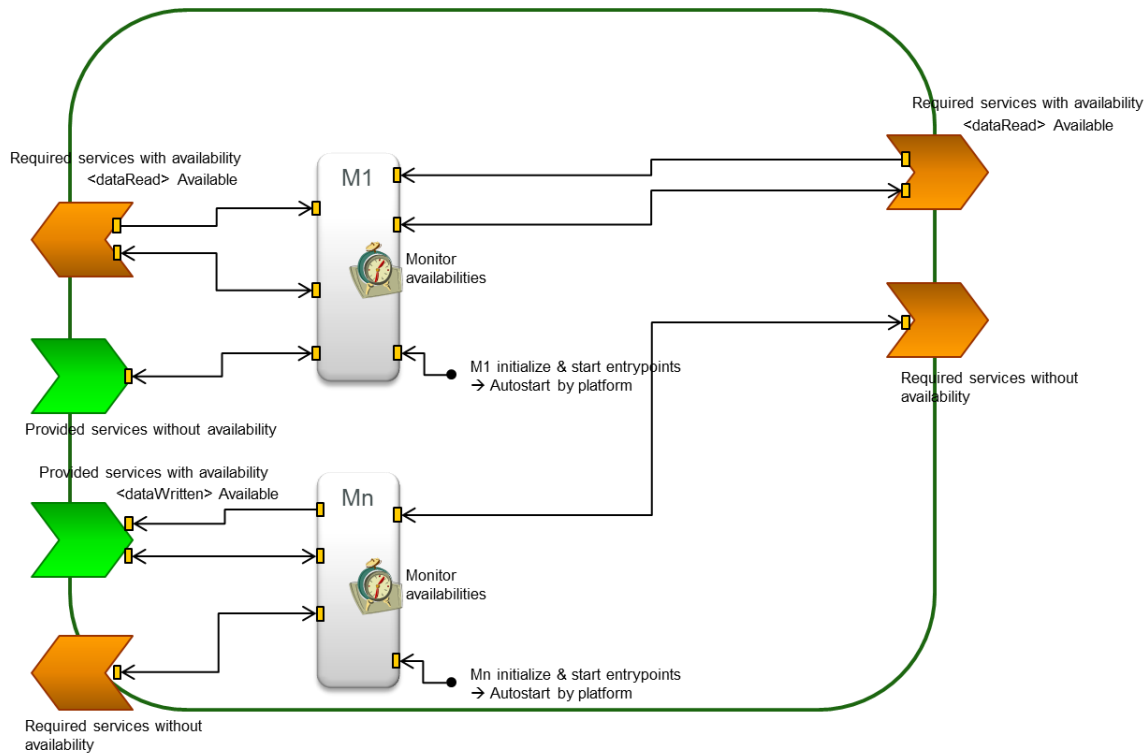 Required services with availability
<dataRead> Available
Required services with availability
<dataRead> Available
M1
Monitor
availabilities
M1 initialize & start entrypoints
→ Autostart by platform
Required services without
availability
Provided services without availability
Provided services with availability
<dataWritten> Available
Mn
Monitor
availabilities
Mn initialize & start entrypoints
→ Autostart by platform
Required services without
availability